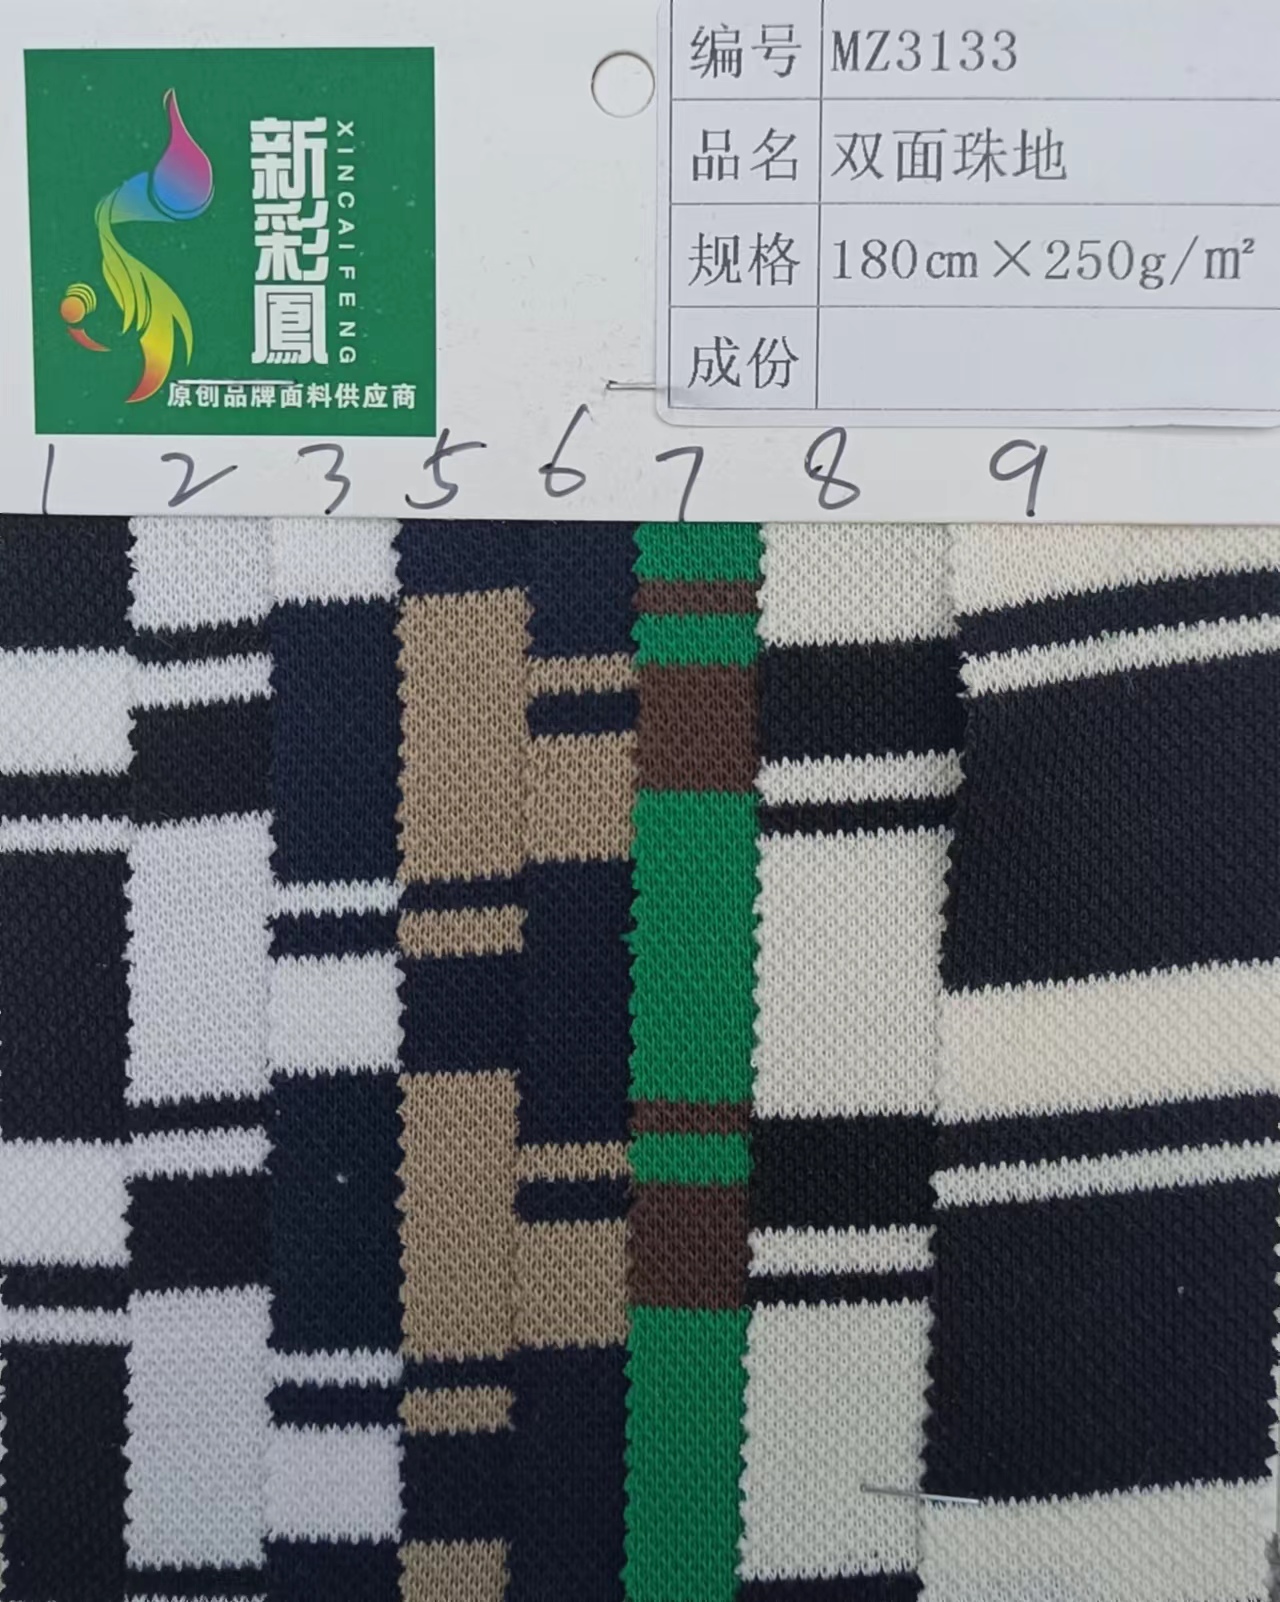 新彩鳳
XINCAIFENG
原创品牌面料供应商
编号 MZ3133
品名 双面珠地
规格 180cm×250g/m²
成份
1 2 3 5 6 7 8 9